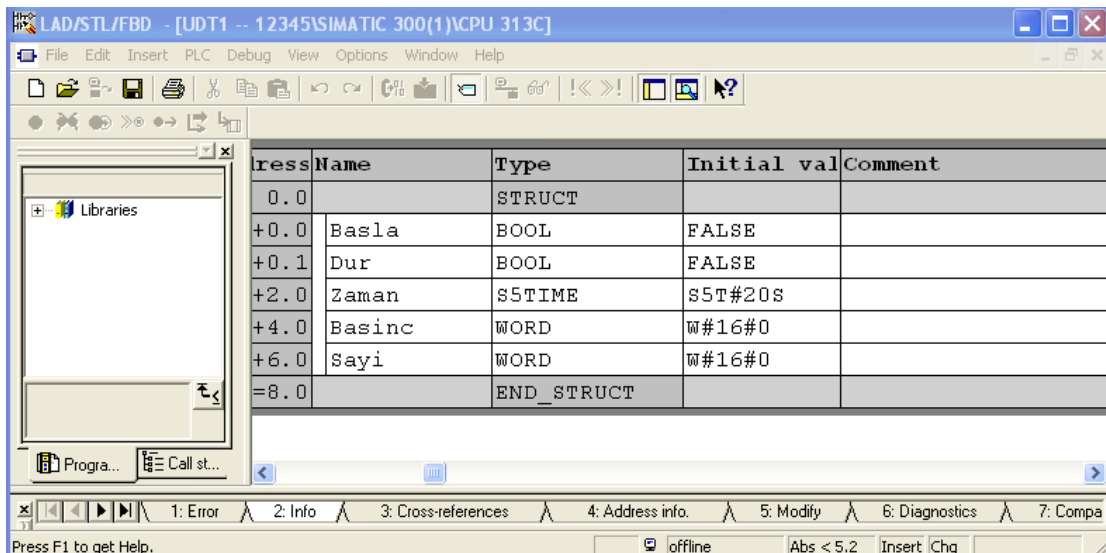 LAD/STL/FBD - [UDT1 -- 12345\SIMATIC 300(1)\CPU 313C]
File Edit Insert PLC Debug View Options Window Help
ress Name Type Initial val Comment
0.0 STRUCT
Libraries
+0.0 Basla BOOL FALSE
+0.1 Dur BOOL FALSE
+2.0 Zaman S5TIME S5T#20S
+4.0 Basinc WORD W#16#0
+6.0 Sayi WORD W#16#0
=8.0 END_STRUCT
Progra... Call st...
1: Error 2: Info 3: Cross-references 4: Address info. 5: Modify 6: Diagnostics 7: Compa
Press F1 to get Help. offline Abs < 5.2 Insert Chg